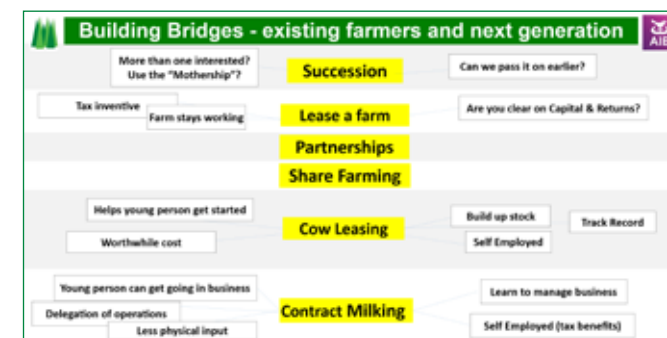 Building Bridges - existing farmers and next generation
AIB
More than one interested?
Use the "Mothership"?
Succession
Can we pass it on earlier?
Tax inventive
Farm stays working
Lease a farm
Are you clear on Capital & Returns?
Partnerships
Share Farming
Helps young person get started
Worthwhile cost
Cow Leasing
Build up stock
Self Employed
Track Record
Young person can get going in business
Delegation of operations
Less physical input
Contract Milking
Learn to manage business
Self Employed (tax benefits)